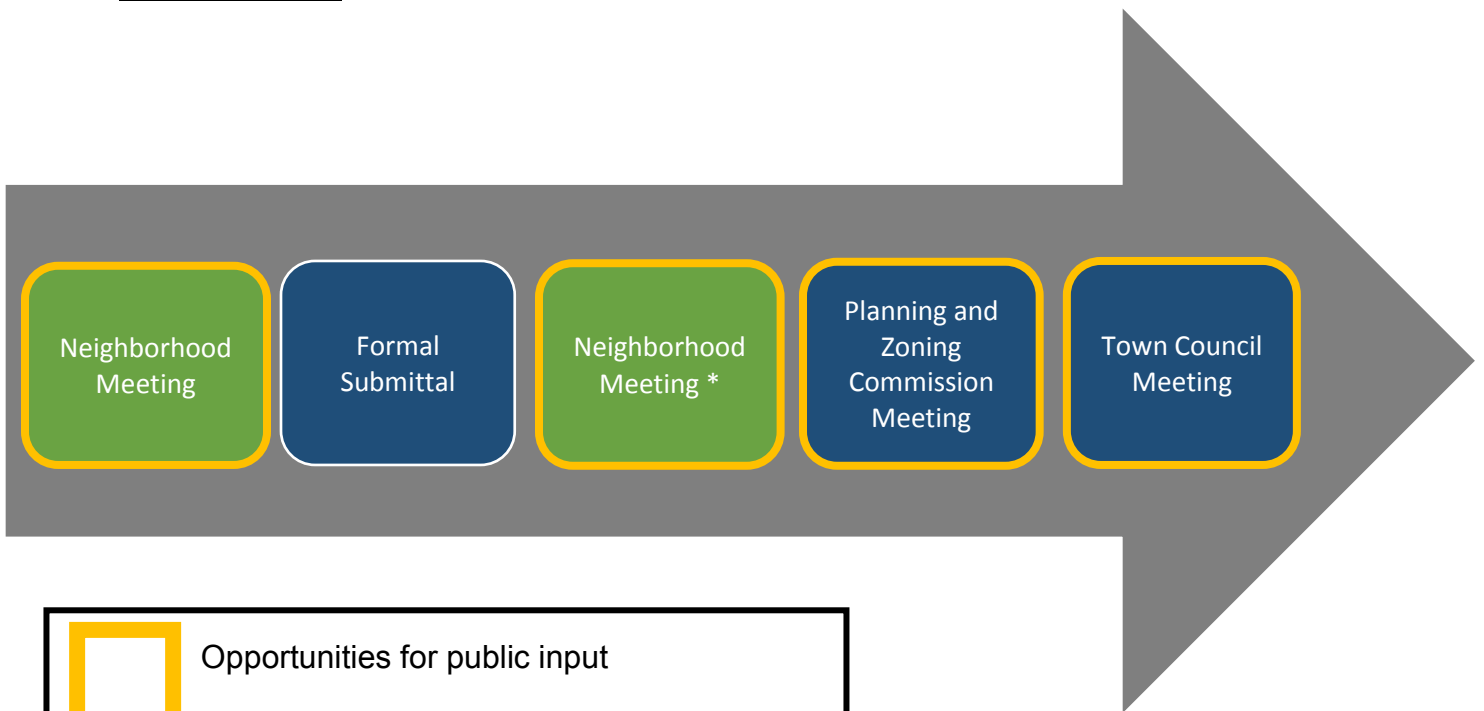 Neighborhood
Meeting
Formal
Submittal
Neighborhood
Meeting *
Planning and
Zoning
Commission
Meeting
Town Council
Meeting
Opportunities for public input